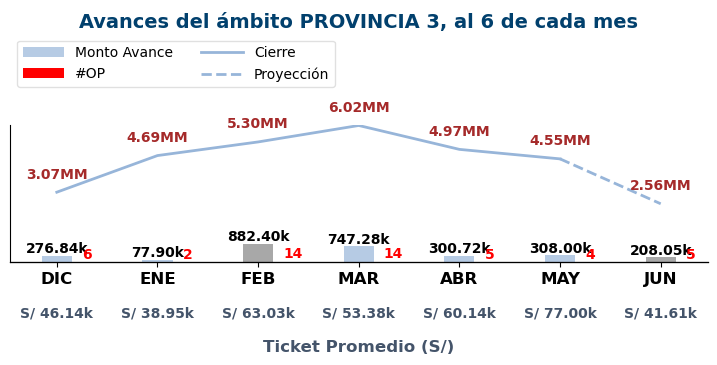 Avances del ámbito PROVINCIA 3, al 6 de cada mes
Monto Avance
#OP
Cierre
Proyección
3.07MM 4.69MM 5.30MM 6.02MM 4.97MM 4.55MM 2.56MM
276.84k 77.90k 882.40k 747.28k 300.72k 308.00k 208.05k
6 2 14 14 5 4 5
DIC ENE FEB MAR ABR MAY JUN
S/ 46.14k S/ 38.95k S/ 63.03k S/ 53.38k S/ 60.14k S/ 77.00k S/ 41.61k
Ticket Promedio (S/)